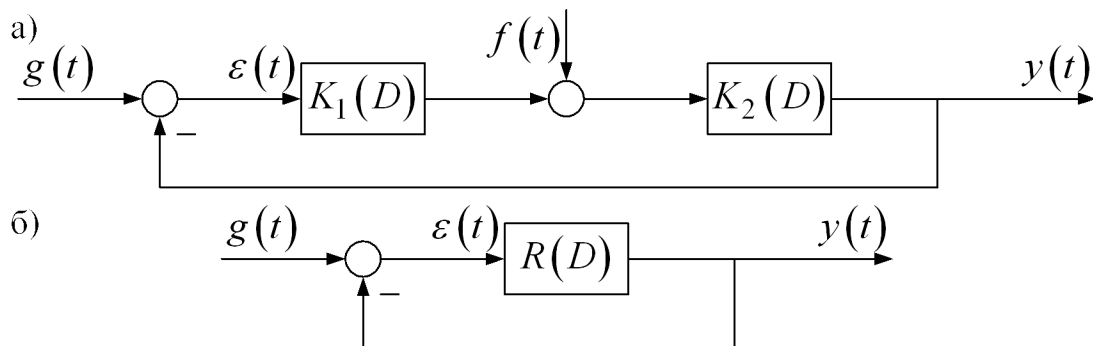 а)
g(t)
ε(t)
K₁(D)
f(t)
K₂(D)
y(t)
−
б)
g(t)
ε(t)
R(D)
y(t)
−